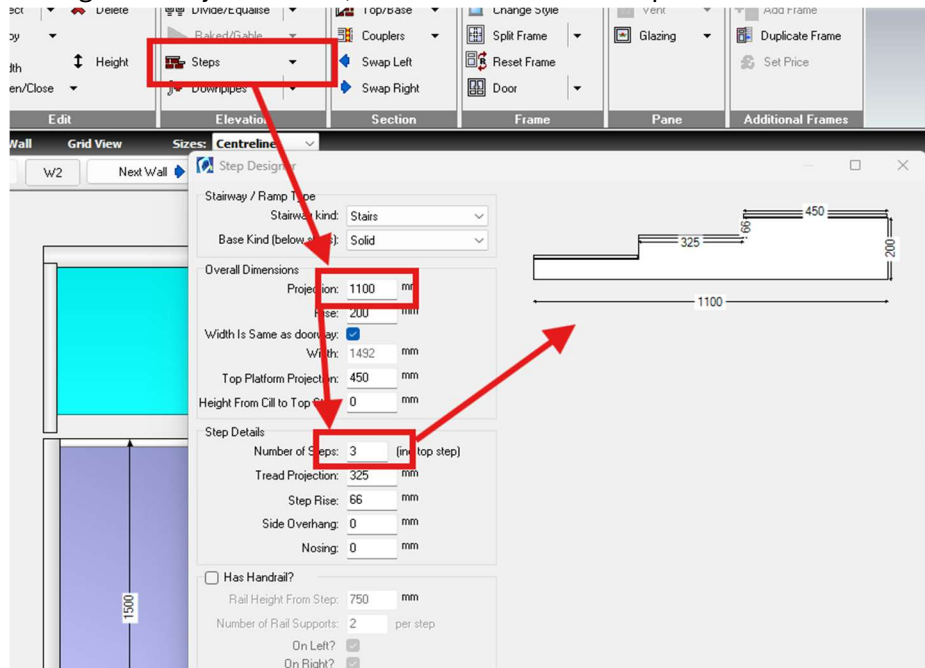 Delete Divide/Equalise Top/Base Change Style Vent Add Frame
Baked/Gable Couplers Split Frame Glazing Duplicate Frame
Height Steps Swap Left Reset Frame Set Price
en/Close Downpipes Swap Right Door
Edit Elevation Section Frame Pane Additional Frames
Wall Grid View Sizes: Centreline
W2 Next Wall Step Designer
Stairway / Ramp Type
Stairway kind: Stairs
Base Kind (below steps): Solid
Overall Dimensions
Projection: 1100 mm
Rise: 200 mm
Width Is Same as doorway:
Width: 1492 mm
Top Platform Projection: 450 mm
Height From Cill to Top 0 mm
Step Details
Number of Steps: 3 (inc top step)
Tread Projection: 325 mm
Step Rise: 66 mm
Side Overhang: 0 mm
Nosing: 0 mm
Has Handrail?
Rail Height From Step: 750 mm
Number of Rail Supports: 2 per step
On Left?
On Right?
450
66
325
200
1100
1500